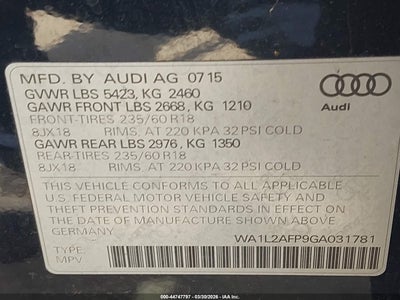 MFD. BY AUDI AG 07/15
GVWR LBS 5423, KG 2460
GAWR FRONT LBS 2668, KG 1210
FRONT-TIRES 235/60 R18
8JX18 RIMS, AT 220 KPA 32 PSI COLD
GAWR REAR LBS 2976, KG 1350
REAR-TIRES 235/60 R18
8JX18 RIMS, AT 220 KPA 32 PSI COLD
Audi
THIS VEHICLE CONFORMS TO ALL APPLICABLE
U.S. FEDERAL MOTOR VEHICLE SAFETY AND
THEFT PREVENTION STANDARDS IN EFFECT ON
THE DATE OF MANUFACTURE SHOWN ABOVE.
GERMANY
WA1L2AFP9GA031781
TYPE:
MPV
000-44747797 - 03/30/2026 - IAA Inc. Copyright